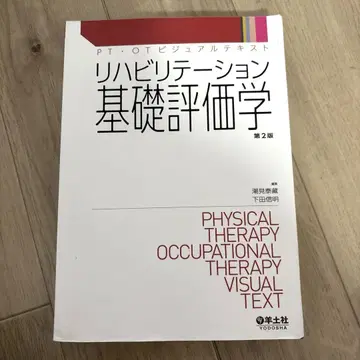 PT・OTビジュアルテキスト
リハビリテーション
基礎評価学
第2版
編集
潮見泰藏
下田信明
PHYSICAL
THERAPY
OCCUPATIONAL
THERAPY
VISUAL
TEXT
羊土社
YODOSHA